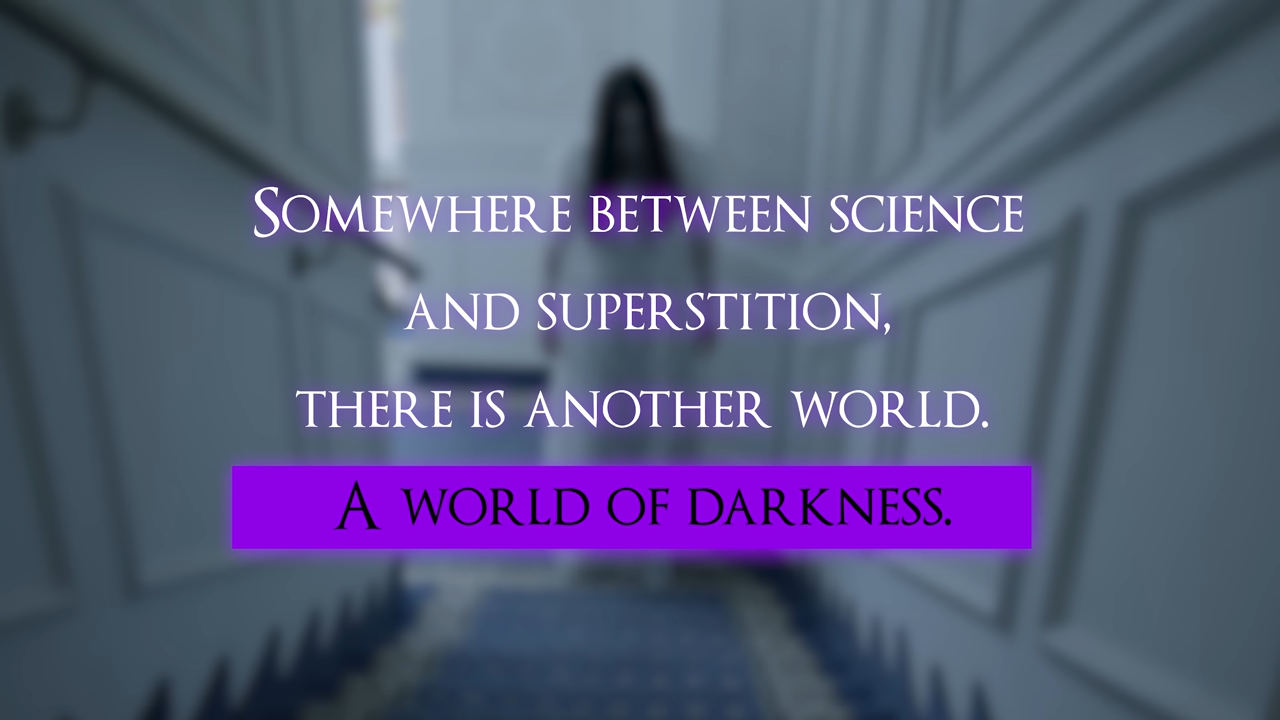 Somewhere between science
and superstition,
there is another world.
A world of darkness.